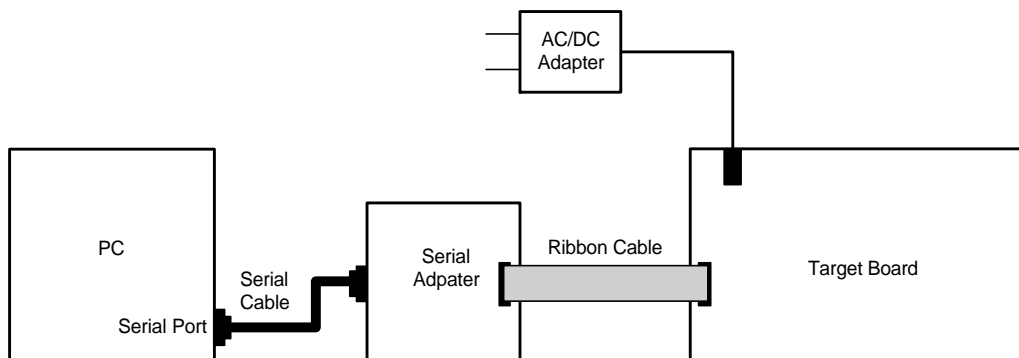 AC/DC
Adapter
PC
Serial
Cable
Serial Port
Serial
Adpater
Ribbon Cable
Target Board